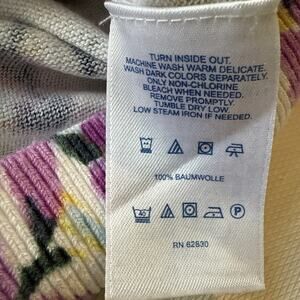 TURN INSIDE OUT.
MACHINE WASH WARM DELICATE.
WASH DARK COLORS SEPARATELY.
ONLY NON-CHLORINE
BLEACH WHEN NEEDED.
REMOVE PROMPTLY.
TUMBLE DRY LOW.
LOW STEAM IRON IF NEEDED.
100% BAUMWOLLE
P
RN 62830